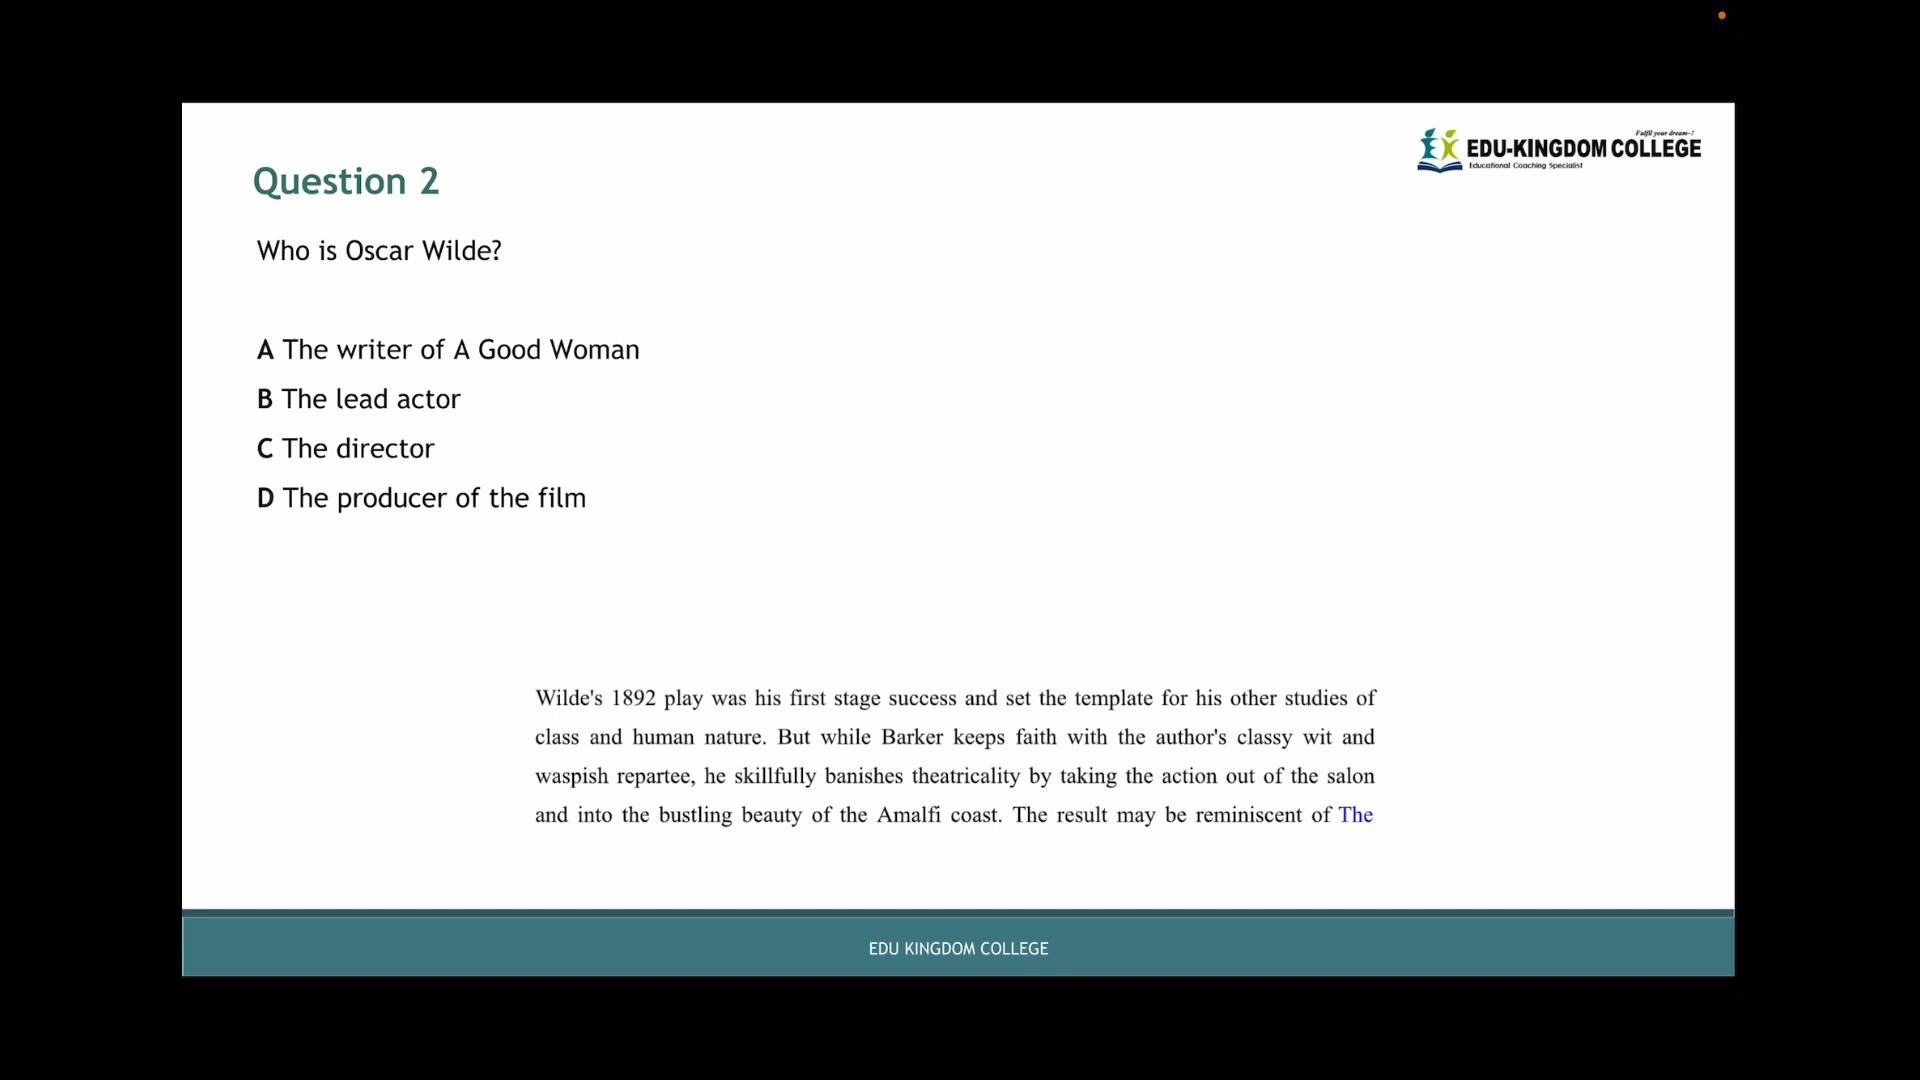 Fulfil your dream~!
EDU-KINGDOM COLLEGE
Educational Coaching Specialist
Question 2
Who is Oscar Wilde?
A The writer of A Good Woman
B The lead actor
C The director
D The producer of the film
Wilde's 1892 play was his first stage success and set the template for his other studies of
class and human nature. But while Barker keeps faith with the author's classy wit and
waspish repartee, he skillfully banishes theatricality by taking the action out of the salon
and into the bustling beauty of the Amalfi coast. The result may be reminiscent of The
EDU KINGDOM COLLEGE